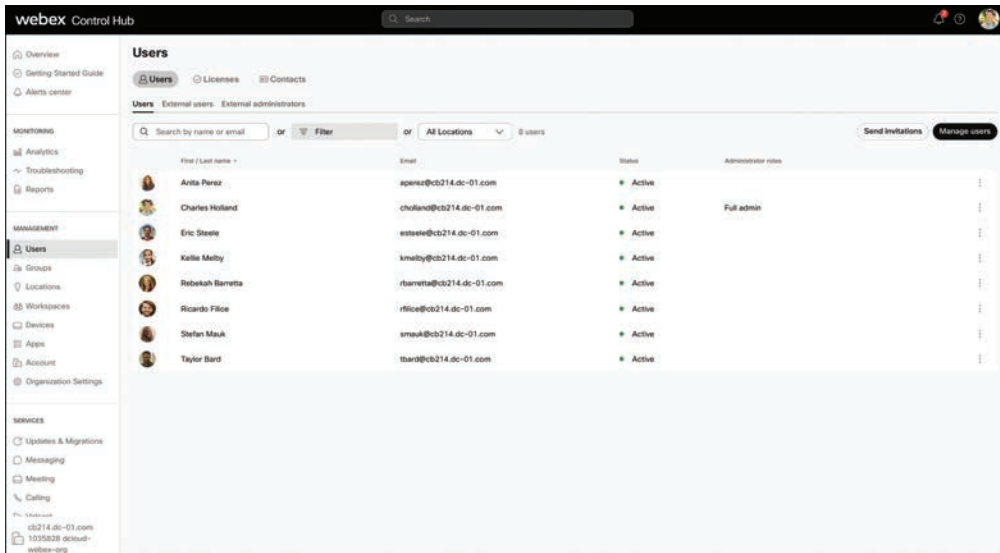 webex Control Hub
Search
Overview
Getting Started Guide
Alerts center
MONITORING
Analytics
Troubleshooting
Reports
MANAGEMENT
Users
Groups
Locations
Workspaces
Devices
Apps
Account
Organization Settings
SERVICES
Updates & Migrations
Messaging
Meeting
Calling
cb214.dc-01.com
1035828 dcloud-
webex-org
Users
Users Licenses Contacts
Users External users External administrators
Search by name or email or Filter or All Locations 8 users Send invitations Manage users
First / Last name Email Status Administrator roles
Anita Perez aperez@cb214.dc-01.com Active
Charles Holland cholland@cb214.dc-01.com Active Full admin
Eric Steele esteele@cb214.dc-01.com Active
Kellie Melby kmelby@cb214.dc-01.com Active
Rebekah Barretta rbarretta@cb214.dc-01.com Active
Ricardo Filice rfilice@cb214.dc-01.com Active
Stefan Mauk smauk@cb214.dc-01.com Active
Taylor Bard tbard@cb214.dc-01.com Active